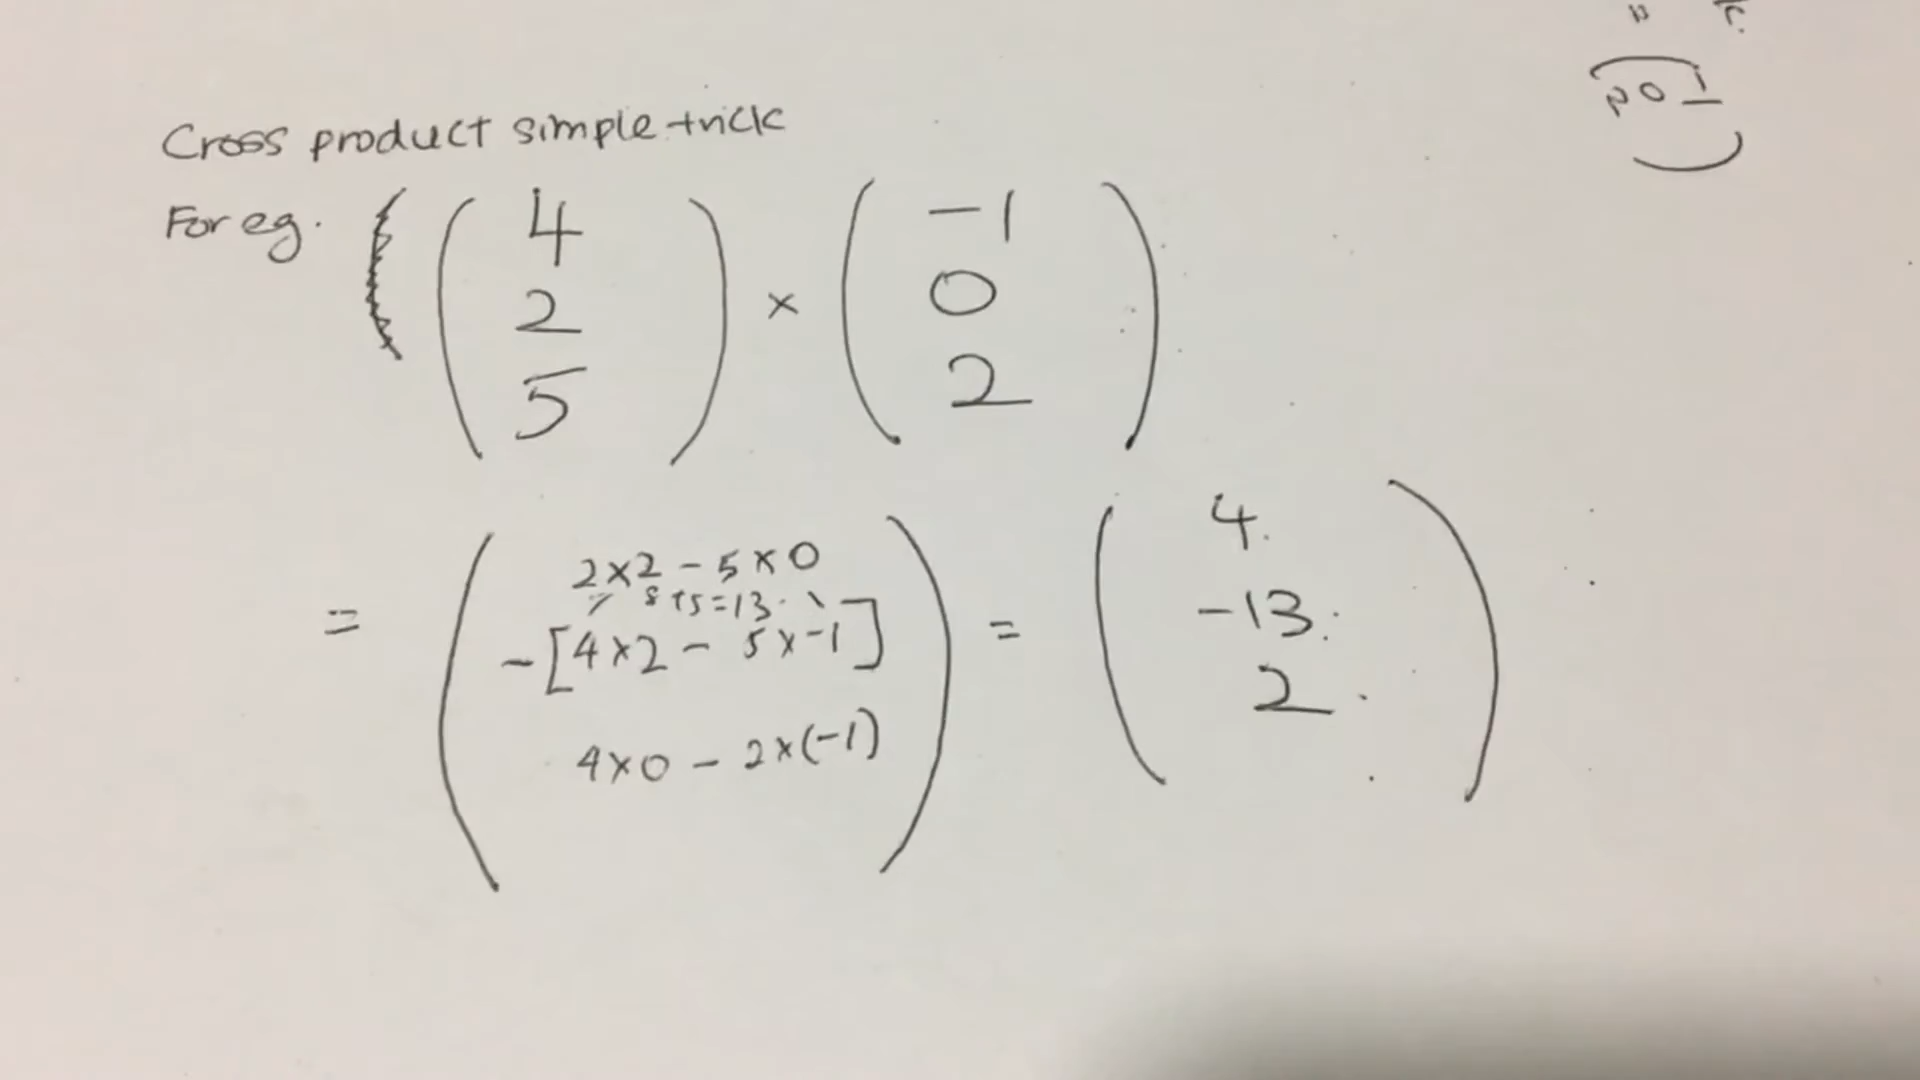 Cross product simple trick
For eg. ( 4 ) × ( -1 )
2 0
5 2
= ( 2×2 - 5×0 ) = ( 4. )
8+5=13.
-[4×2 - 5×-1] -13.
4×0 - 2×(-1) 2.